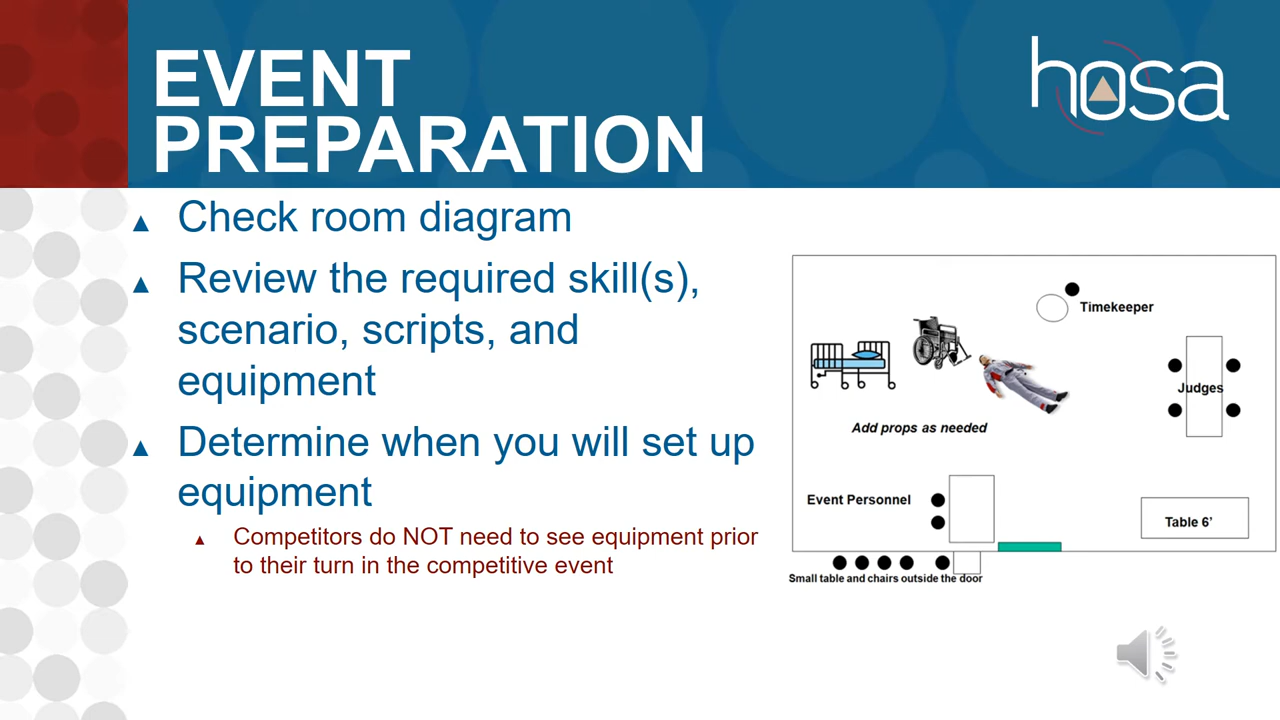 EVENT
PREPARATION
hosa
Check room diagram
Review the required skill(s),
scenario, scripts, and
equipment
Determine when you will set up
equipment
Competitors do NOT need to see equipment prior
to their turn in the competitive event
Timekeeper
Judges
Add props as needed
Event Personnel
Table 6’
Small table and chairs outside the door